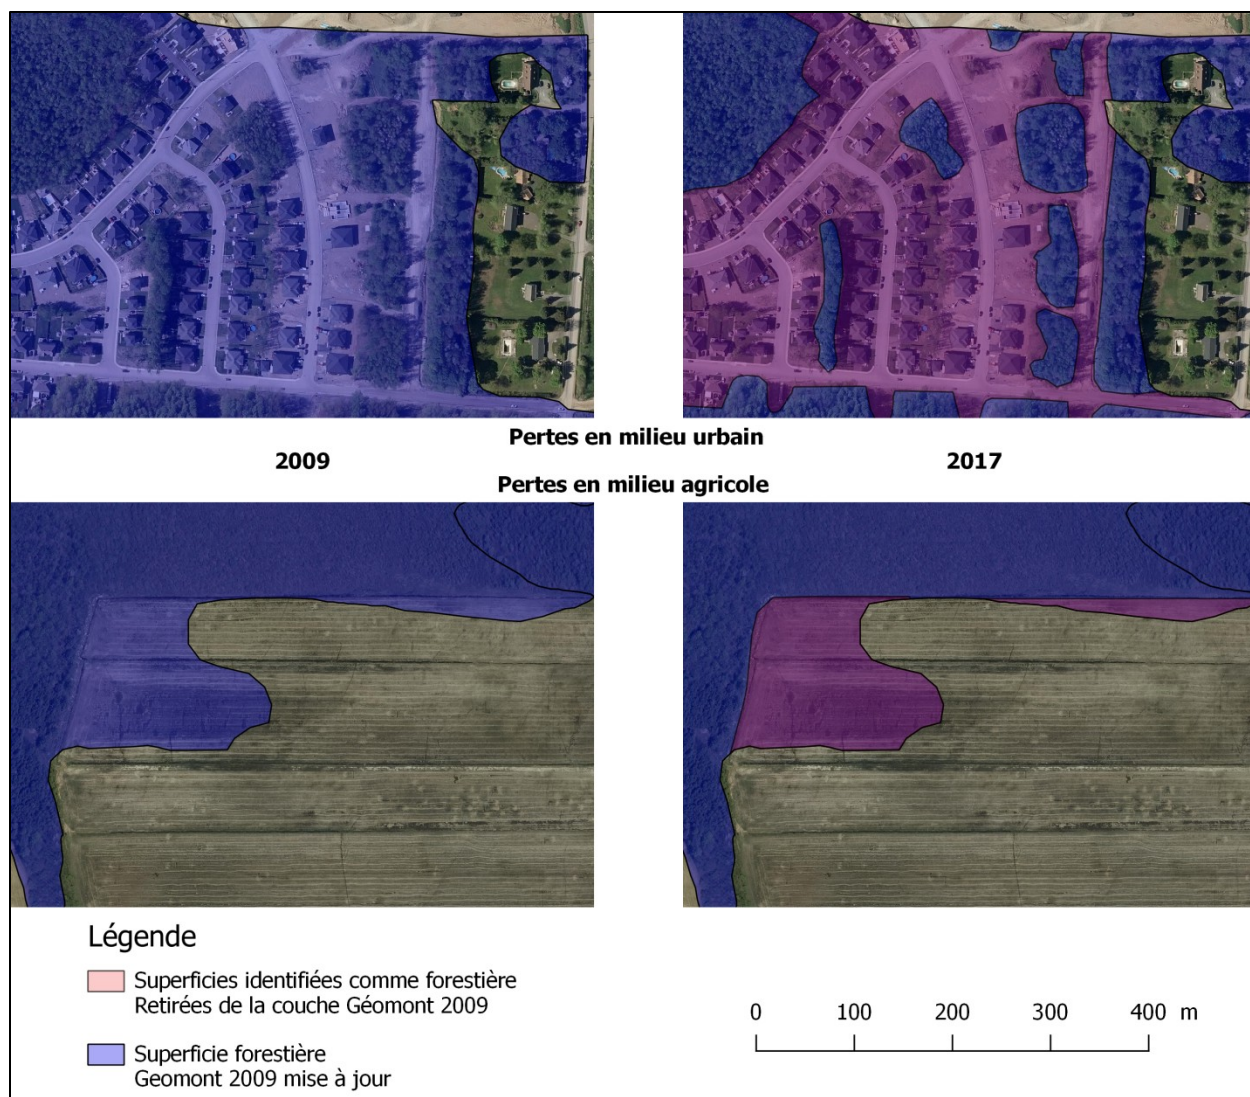 Pertes en milieu urbain
2009
2017
Pertes en milieu agricole
Légende
Superficies identifiées comme forestière
Retirées de la couche Géomont 2009
Superficie forestière
Geomont 2009 mise à jour
0 100 200 300 400 m